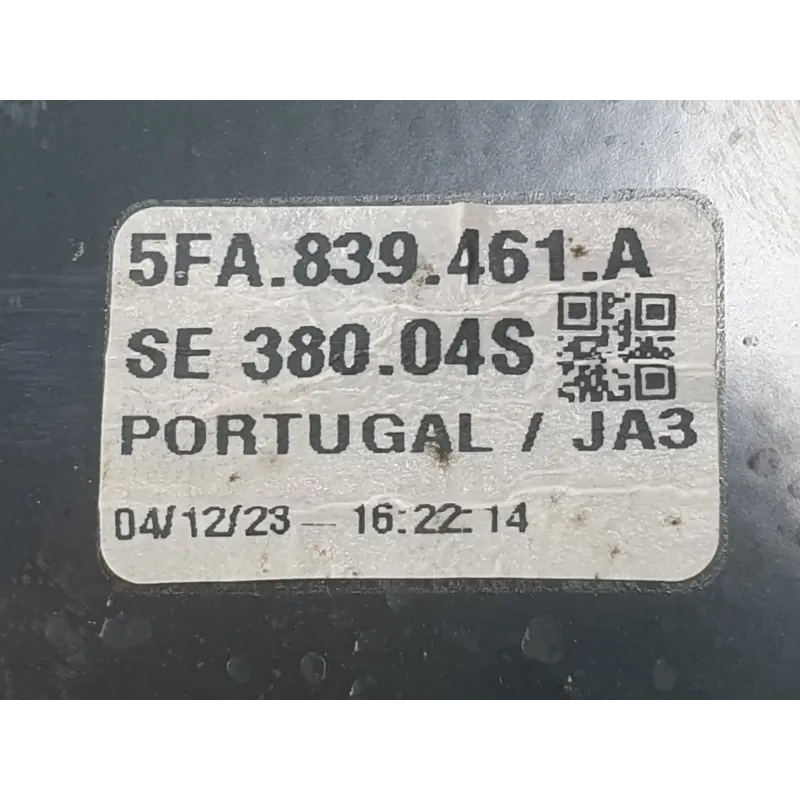 5FA.839.461.A
SE 380.04S
PORTUGAL / JA3
04/12/23 - 16:22:14